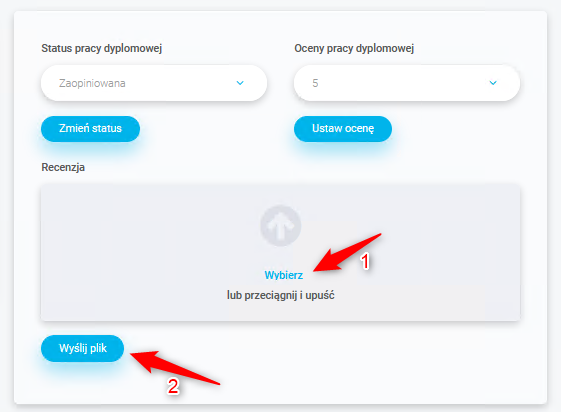 Status pracy dyplomowej
Oceny pracy dyplomowej
Zaopiniowana
5
Zmień status
Ustaw ocenę
Recenzja
Wybierz
1
lub przeciągnij i upuść
Wyślij plik
2